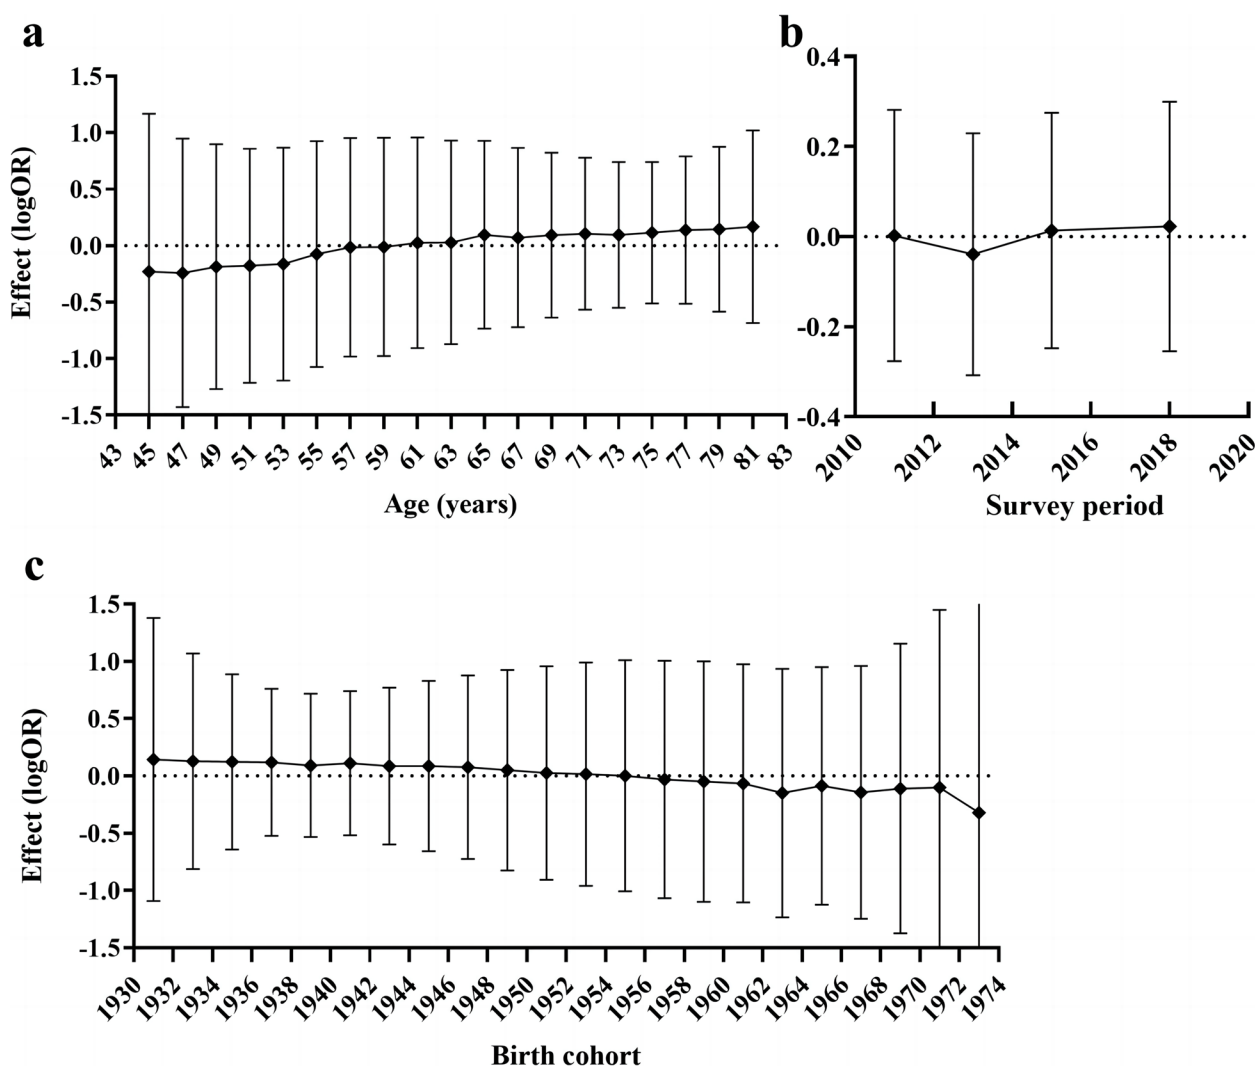 a
1.5
1.0
0.5
0.0
-0.5
-1.0
-1.5
Effect (logOR)
43 45 47 49 51 53 55 57 59 61 63 65 67 69 71 73 75 77 79 81 83
Age (years)
b
0.4
0.2
0.0
-0.2
-0.4
2010 2012 2014 2016 2018 2020
Survey period
c
1.5
1.0
0.5
0.0
-0.5
-1.0
-1.5
Effect (logOR)
1930 1932 1934 1936 1938 1940 1942 1944 1946 1948 1950 1952 1954 1956 1958 1960 1962 1964 1966 1968 1970 1972 1974
Birth cohort